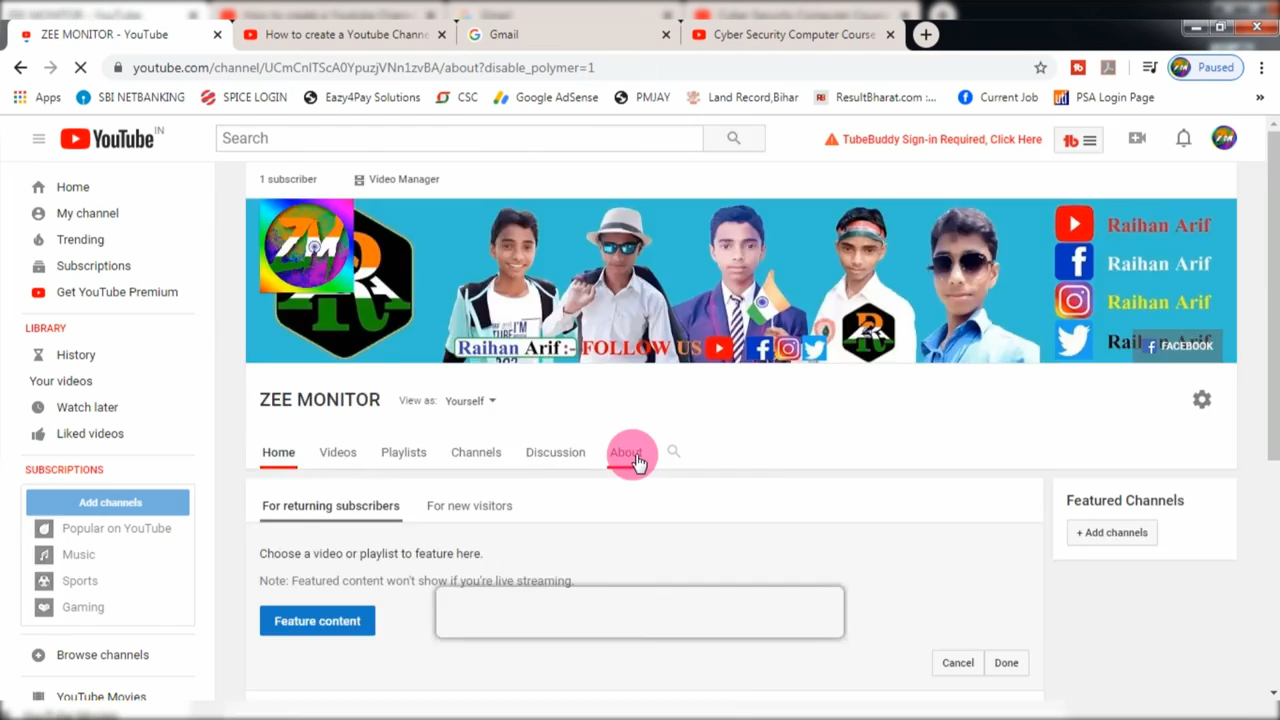 ZEE MONITOR - YouTube
How to create a Youtube Channe
Gmail
Cyber Security Computer Course
youtube.com/channel/UCmCnITScA0YpuzjVNn1zvBA/about?disable_polymer=1
Paused
Apps
SBI NETBANKING
SPICE LOGIN
Eazy4Pay Solutions
CSC
Google AdSense
PMJAY
Land Record,Bihar
ResultBharat.com :...
Current Job
PSA Login Page
YouTube IN
Search
TubeBuddy Sign-in Required, Click Here
Home
My channel
Trending
Subscriptions
Get YouTube Premium
LIBRARY
History
Your videos
Watch later
Liked videos
SUBSCRIPTIONS
Add channels
Popular on YouTube
Music
Sports
Gaming
Browse channels
YouTube Movies
1 subscriber
Video Manager
ZM
I'M
Raihan Arif :- FOLLOW US
Raihan Arif
Raihan Arif
Raihan Arif
FACEBOOK
ZEE MONITOR
View as: Yourself
Home
Videos
Playlists
Channels
Discussion
About
For returning subscribers
For new visitors
Choose a video or playlist to feature here.
Note: Featured content won't show if you're live streaming.
Feature content
Cancel
Done
Featured Channels
+ Add channels